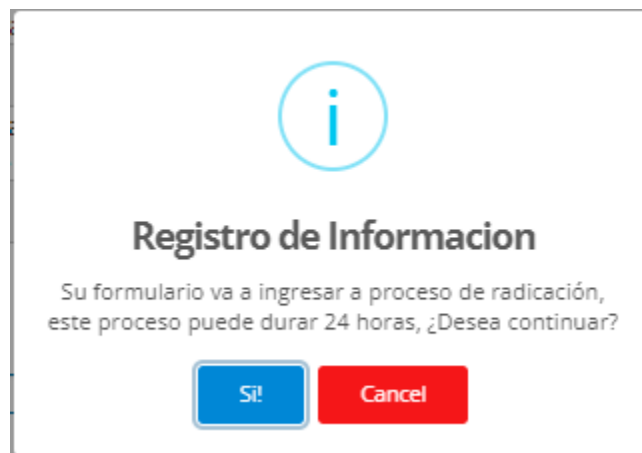 Registro de Informacion
Su formulario va a ingresar a proceso de radicación,
este proceso puede durar 24 horas, ¿Desea continuar?
Si!
Cancel